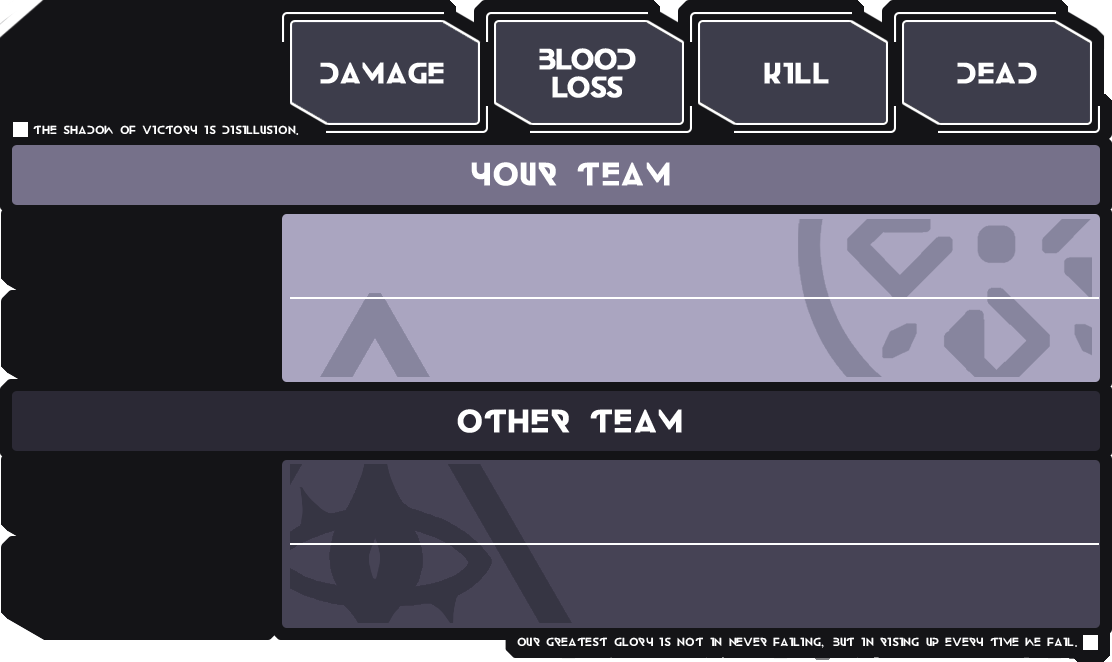 DAMAGE
BLOOD
LOSS
KILL
DEAD
THE SHADOW OF VICTORY IS DISILLUSION.
YOUR TEAM
OTHER TEAM
OUR GREATEST GLORY IS NOT IN NEVER FAILING, BUT IN RISING UP EVERY TIME WE FAIL.